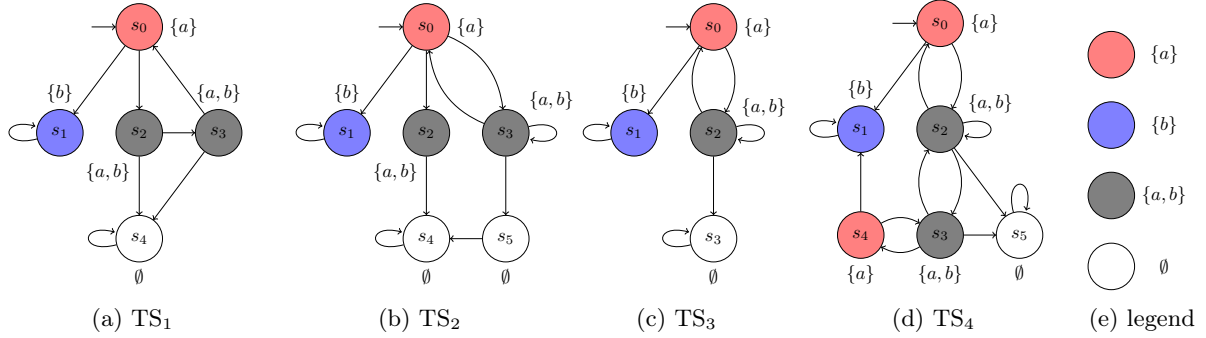 s₀ {a}
{b} {a, b}
s₁ s₂ s₃
{a, b}
s₄
∅
(a) TS₁
s₀ {a}
{b} {a, b}
s₁ s₂ s₃
{a, b}
s₄ s₅
∅ ∅
(b) TS₂
s₀ {a}
{b} {a, b}
s₁ s₂
s₃
∅
(c) TS₃
s₀ {a}
{b} {a, b}
s₁ s₂
s₄ s₃ s₅
{a} {a, b} ∅
(d) TS₄
{a}
{b}
{a, b}
∅
(e) legend